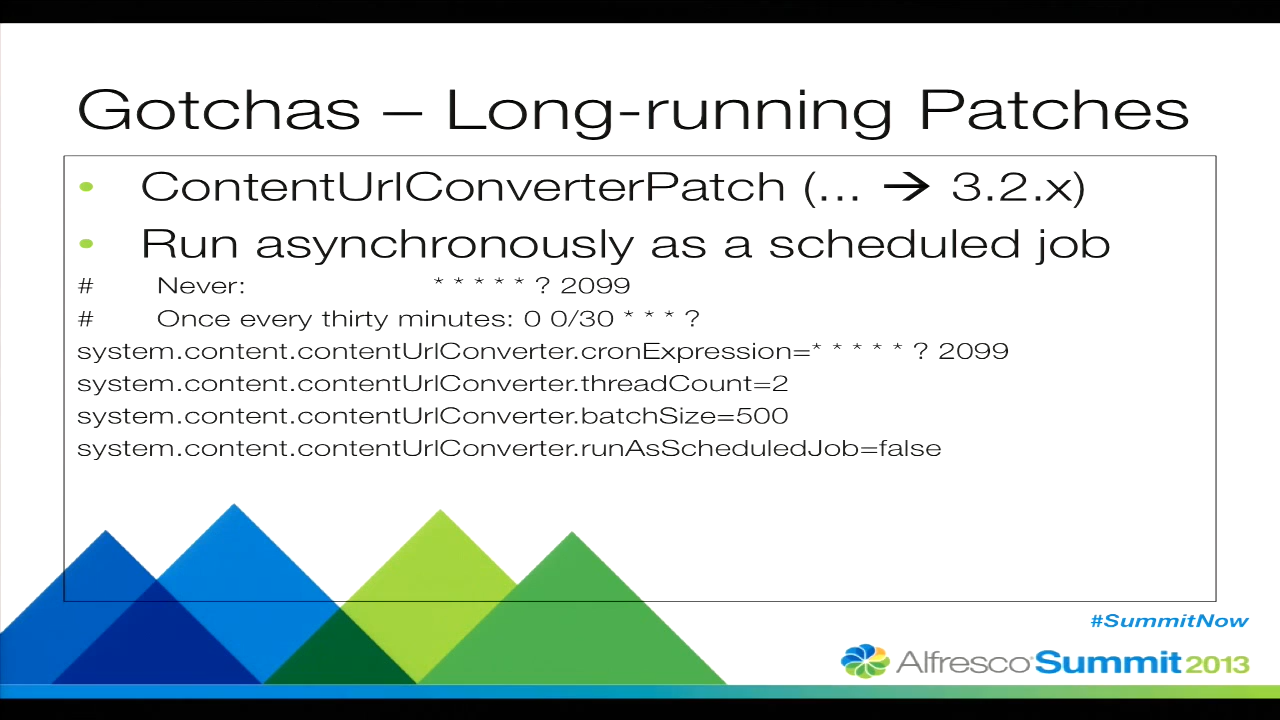 Gotchas – Long-running Patches
• ContentUrlConverterPatch (... → 3.2.x)
• Run asynchronously as a scheduled job
# Never: * * * * * ? 2099
# Once every thirty minutes: 0 0/30 * * * ?
system.content.contentUrlConverter.cronExpression=* * * * * ? 2099
system.content.contentUrlConverter.threadCount=2
system.content.contentUrlConverter.batchSize=500
system.content.contentUrlConverter.runAsScheduledJob=false
#SummitNow
Alfresco Summit 2013